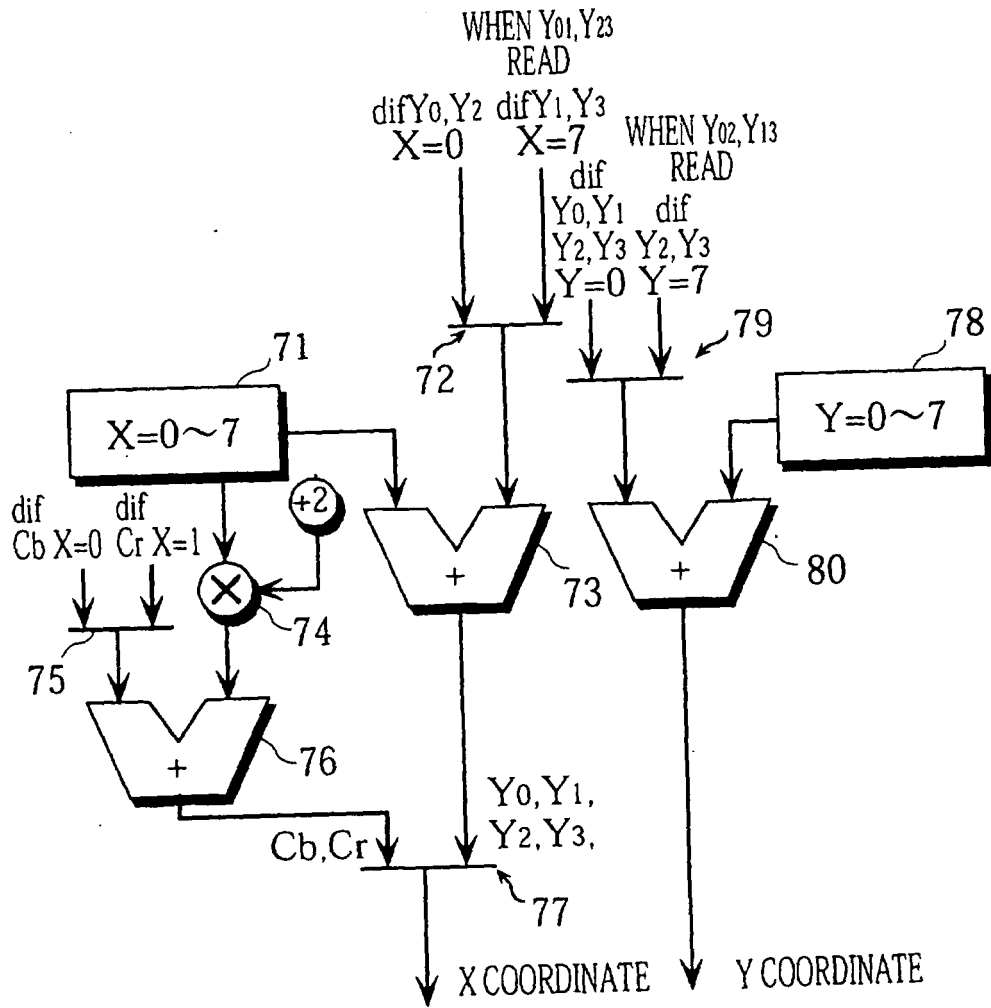 WHEN Y01,Y23
READ
difY0,Y2 difY1,Y3
X=0 X=7
WHEN Y02,Y13
READ
dif
Y0,Y1 dif
Y2,Y3 Y2,Y3
Y=0 Y=7
72
79
78
71
X=0~7
Y=0~7
+2
dif dif
Cb X=0 Cr X=1
×
+
+
73
80
74
75
+
76
Y0,Y1,
Y2,Y3,
Cb,Cr
77
X COORDINATE
Y COORDINATE